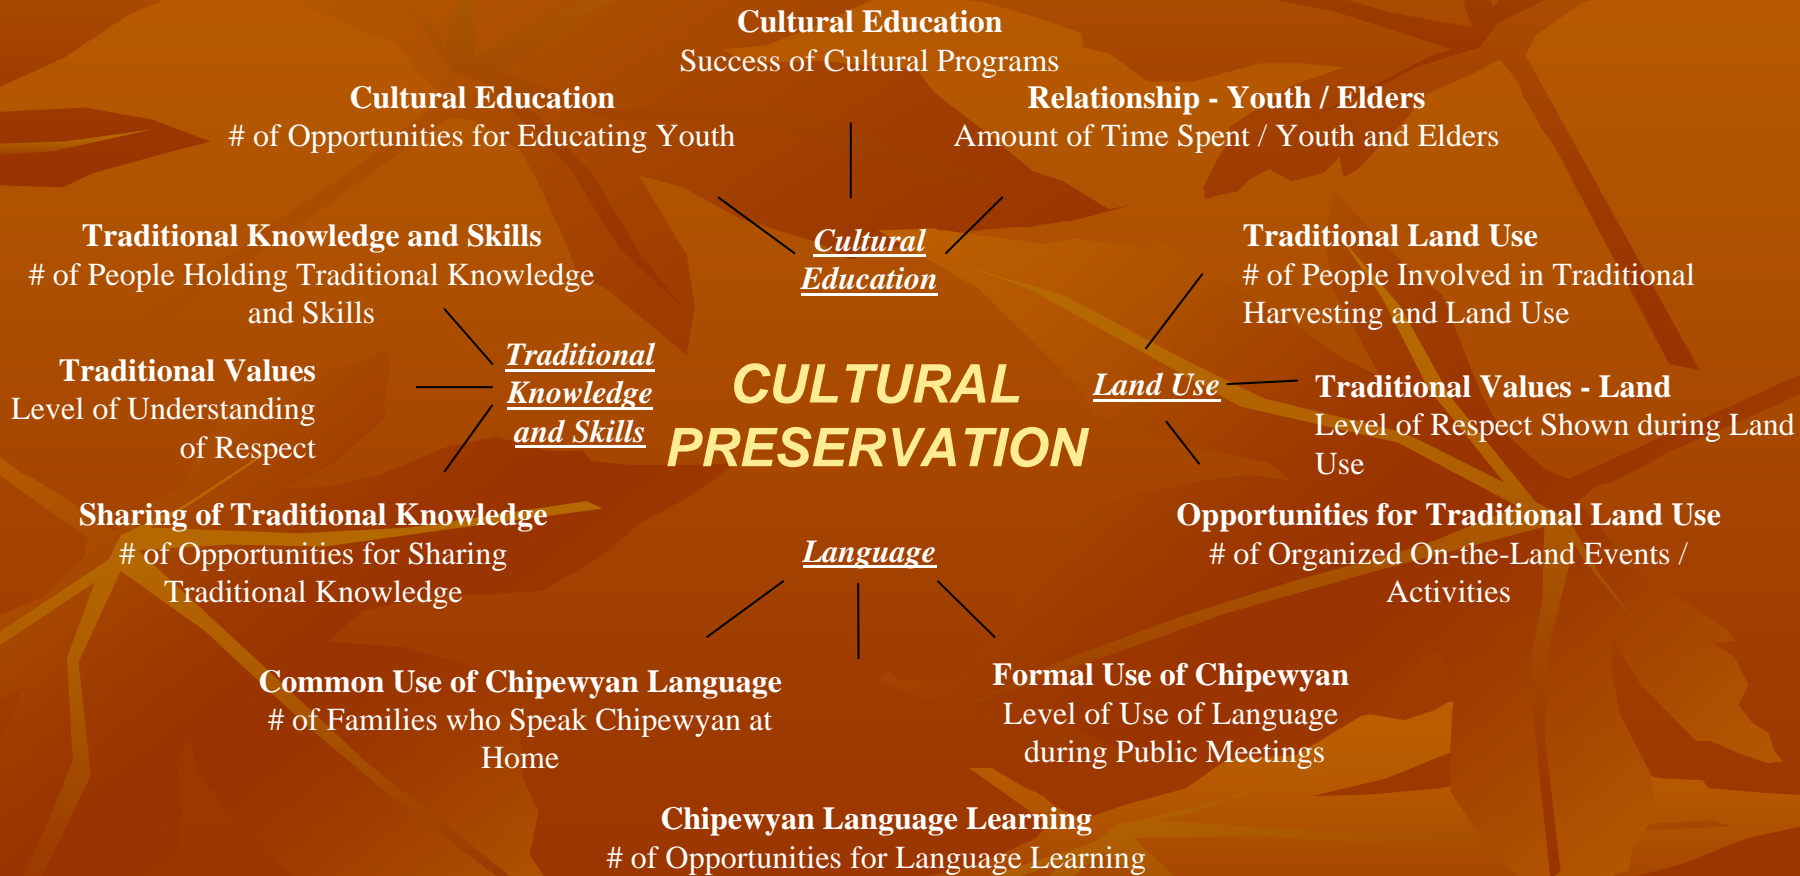 Cultural Education
Success of Cultural Programs
Cultural Education
# of Opportunities for Educating Youth
Relationship - Youth / Elders
Amount of Time Spent / Youth and Elders
Cultural
Education
Traditional Knowledge and Skills
# of People Holding Traditional Knowledge
and Skills
Traditional Values
Level of Understanding
of Respect
Sharing of Traditional Knowledge
# of Opportunities for Sharing
Traditional Knowledge
Traditional
Knowledge
and Skills
CULTURAL
PRESERVATION
Land Use
Traditional Land Use
# of People Involved in Traditional
Harvesting and Land Use
Traditional Values - Land
Level of Respect Shown during Land
Use
Opportunities for Traditional Land Use
# of Organized On-the-Land Events /
Activities
Language
Common Use of Chipewyan Language
# of Families who Speak Chipewyan at
Home
Formal Use of Chipewyan
Level of Use of Language
during Public Meetings
Chipewyan Language Learning
# of Opportunities for Language Learning